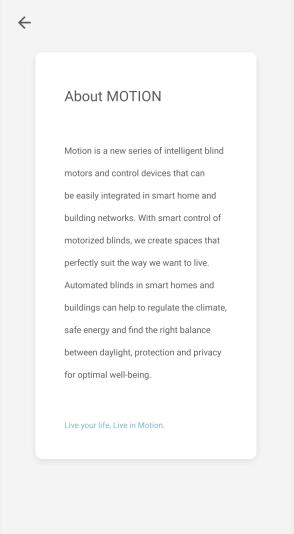 About MOTION
Motion is a new series of intelligent blind
motors and control devices that can
be easily integrated in smart home and
building networks. With smart control of
motorized blinds, we create spaces that
perfectly suit the way we want to live.
Automated blinds in smart homes and
buildings can help to regulate the climate,
safe energy and find the right balance
between daylight, protection and privacy
for optimal well-being.
Live your life, Live in Motion.